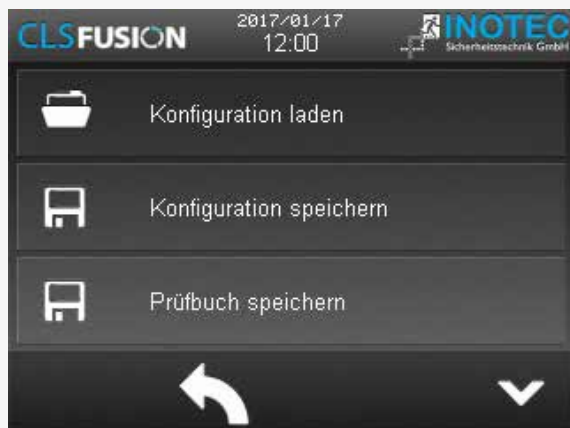 CLSFUSION
2017/01/17
12:00
INOTEC
Sicherheitstechnik GmbH
Konfiguration laden
Konfiguration speichern
Prüfbuch speichern